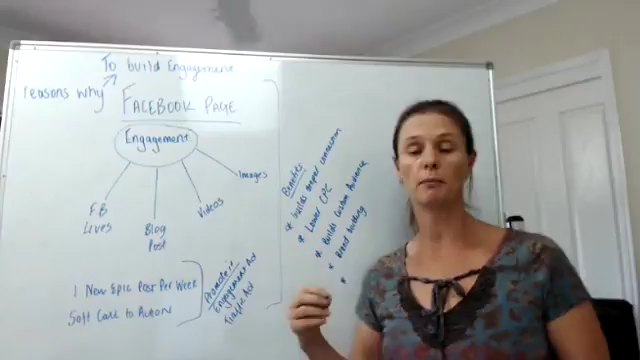 To build Engagement
reasons why
FACEBOOK PAGE
Engagement
Images
Videos
FB
Lives
Blog
Post
1 New Epic Post Per Week
Soft Call to Action
Promote :
Engagement Ad
Traffic Ad
Benefits
* builds deeper connection
* Lower CPC
* Builds Custom Audience
* Brand building
*